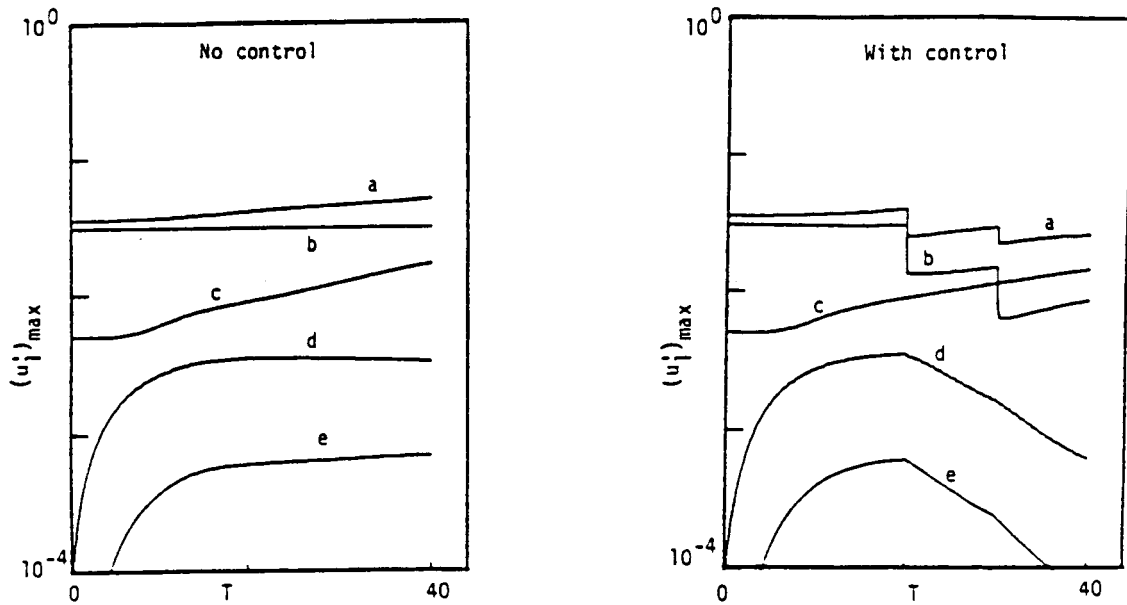 10^0
No control
a
b
c
d
e
(u'_i)_max
10^-4
0
T
40
10^0
With control
a
b
c
d
e
(u'_i)_max
10^-4
0
T
40